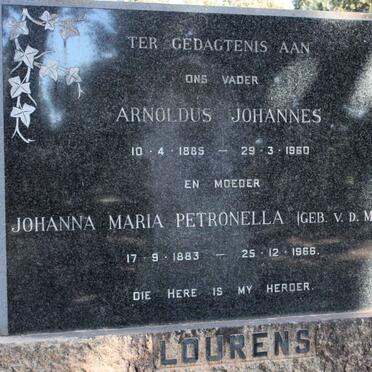 TER GEDAGTENIS AAN
ONS VADER
ARNOLDUS JOHANNES
10 · 4 · 1885 — 29 · 3 · 1960
EN MOEDER
JOHANNA MARIA PETRONELLA (GEB. V. D. M
17 · 9 · 1883 — 25 · 12 · 1966.
DIE HERE IS MY HERDER.
LOURENS